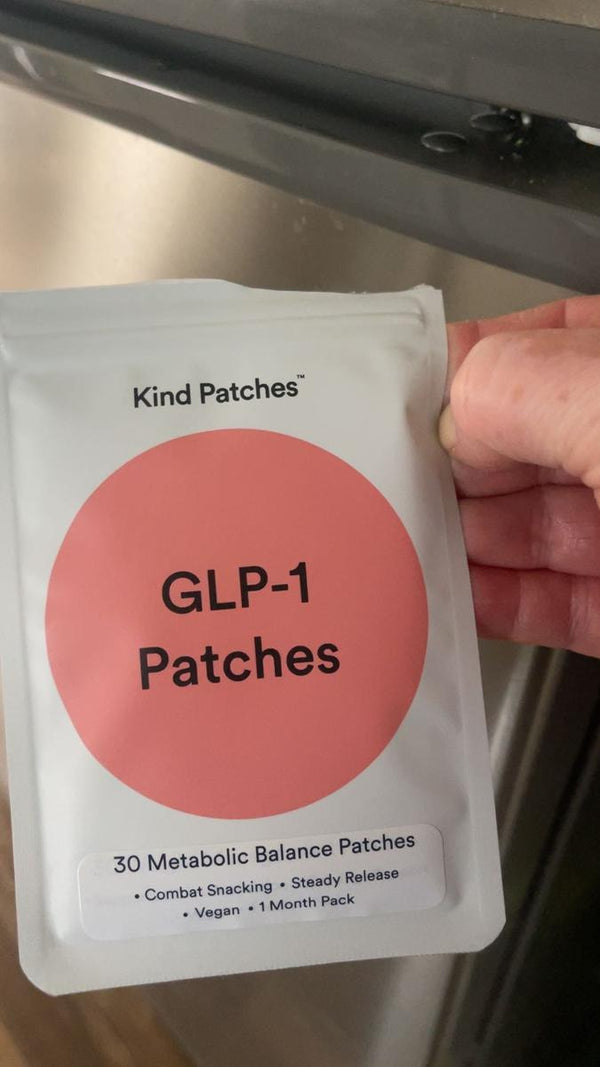 Kind Patches™
GLP-1
Patches
30 Metabolic Balance Patches
• Combat Snacking • Steady Release
• Vegan • 1 Month Pack